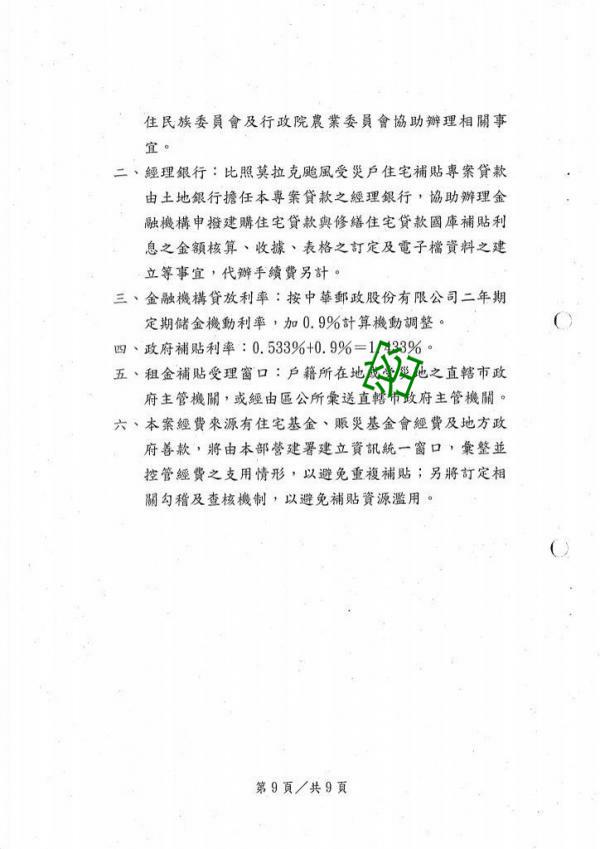 住民族委員會及行政院農業委員會協助辦理相關事
宜。
二、經理銀行：比照莫拉克颱風受災戶住宅補貼專案貸款
由土地銀行擔任本專案貸款之經理銀行，協助辦理金
融機構申撥建購住宅貸款與修繕住宅貸款國庫補貼利
息之金額核算、收據、表格之訂定及電子檔資料之建
立等事宜，代辦手續費另計。
三、金融機構貸放利率：按中華郵政股份有限公司二年期
定期儲金機動利率，加0.9%計算機動調整。
四、政府補貼利率：0.533%+0.9%=1.433%。
五、租金補貼受理窗口：戶籍所在地或受災地之直轄市政
府主管機關，或經由區公所彙送直轄市政府主管機關。
六、本案經費來源有住宅基金、賑災基金會經費及地方政
府善款，將由本部營建署建立資訊統一窗口，彙整並
控管經費之支用情形，以避免重複補貼；另將訂定相
關勾稽及查核機制，以避免補貼資源濫用。
第9頁／共9頁